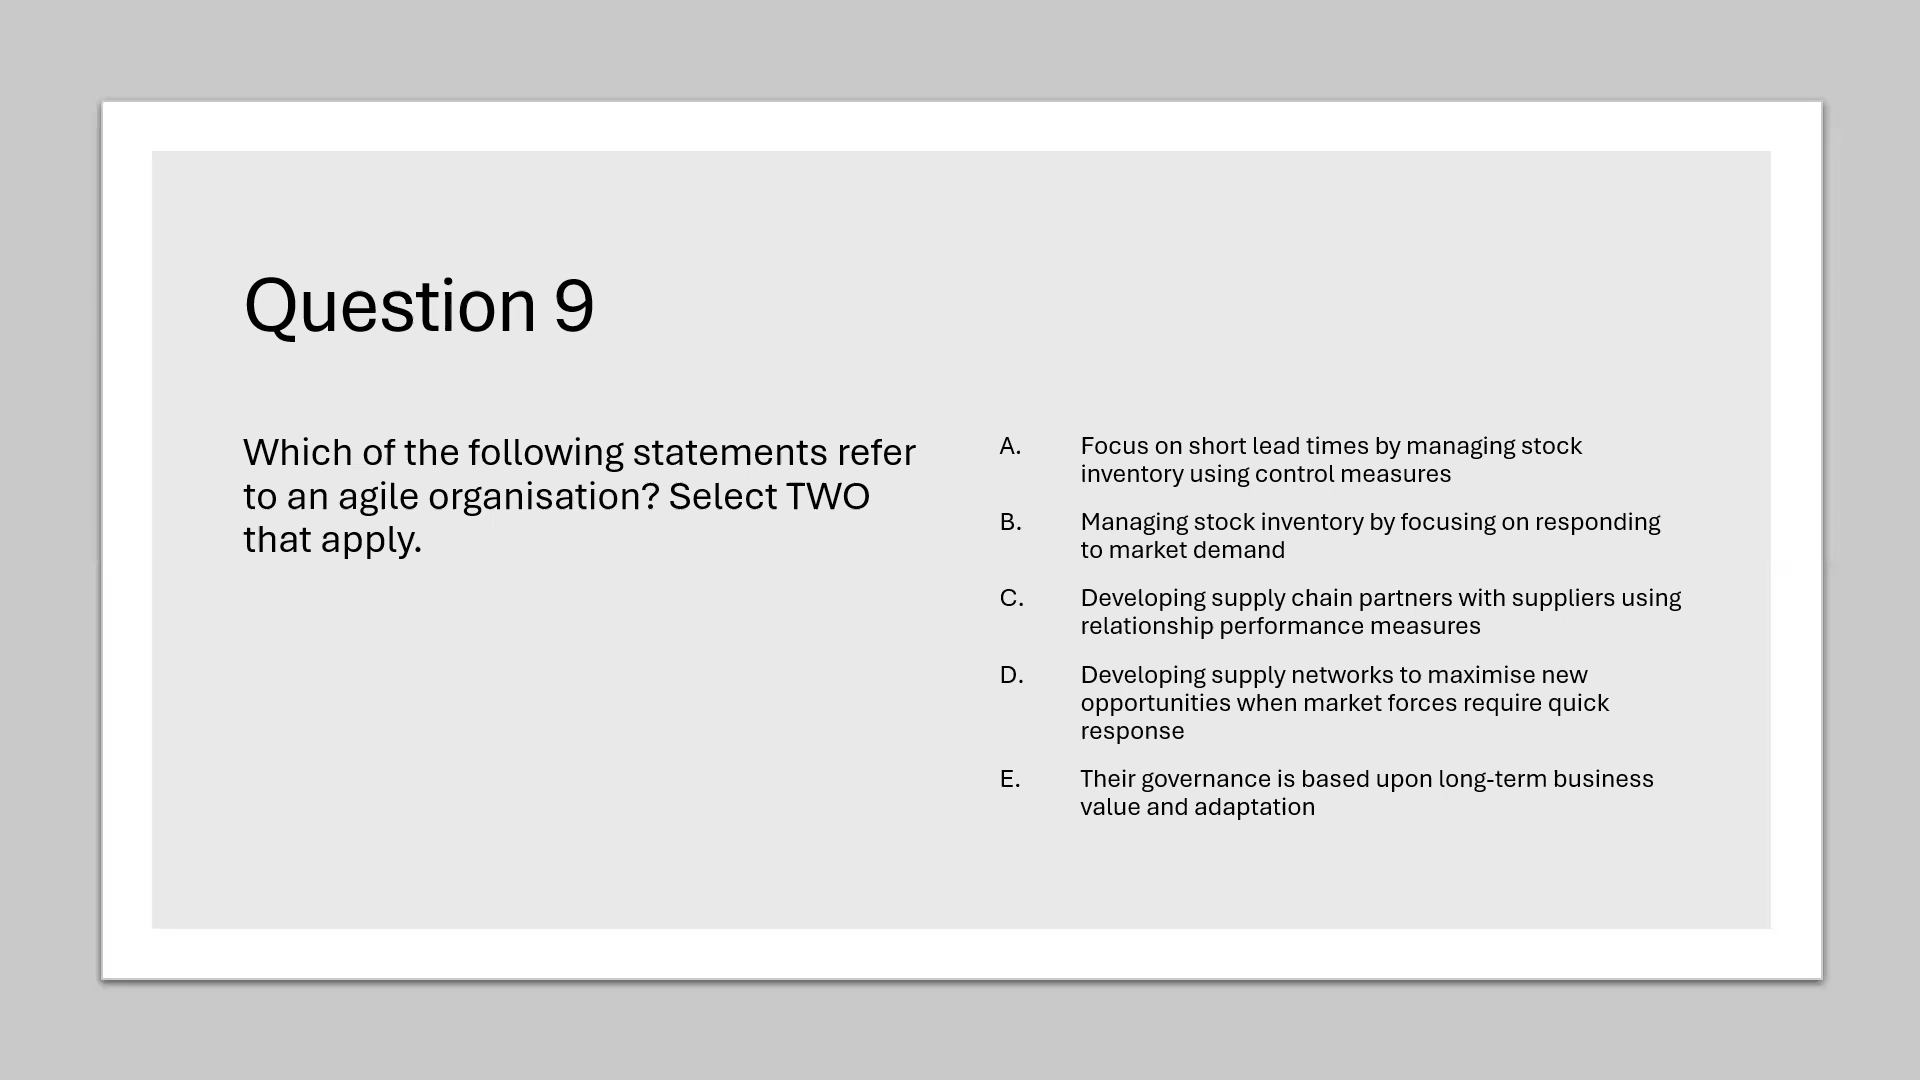 Question 9
Which of the following statements refer
to an agile organisation? Select TWO
that apply.
A. Focus on short lead times by managing stock
inventory using control measures
B. Managing stock inventory by focusing on responding
to market demand
C. Developing supply chain partners with suppliers using
relationship performance measures
D. Developing supply networks to maximise new
opportunities when market forces require quick
response
E. Their governance is based upon long-term business
value and adaptation